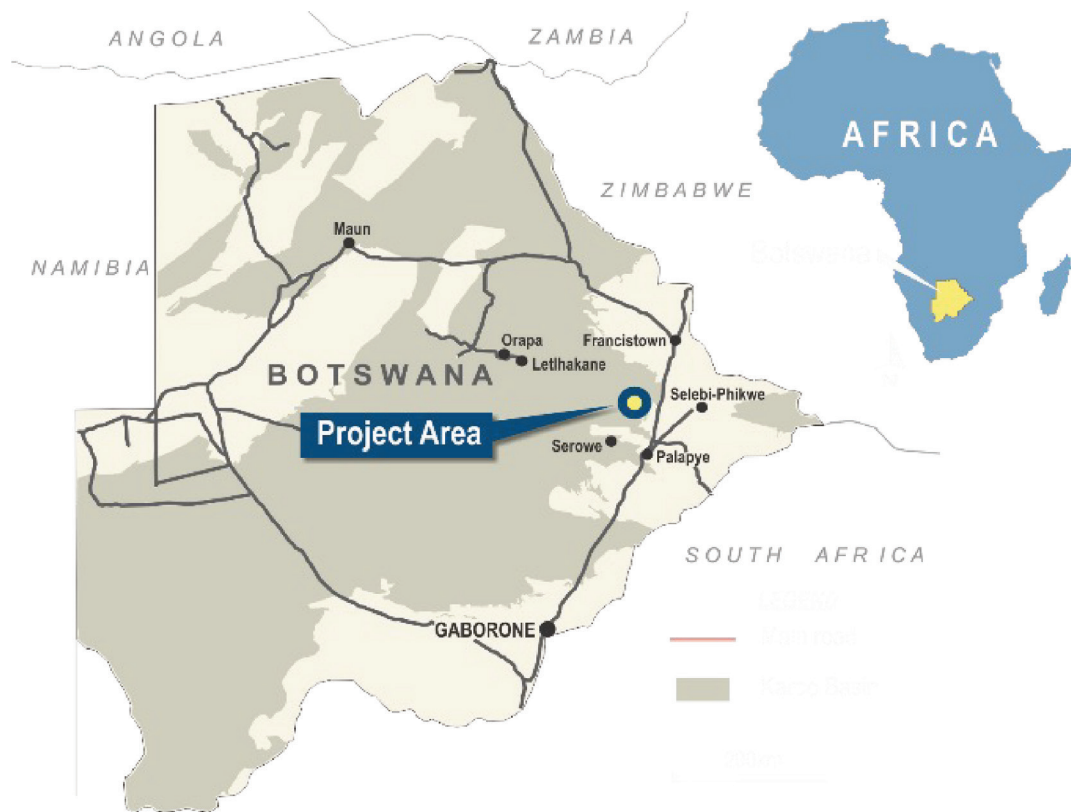 ANGOLA
ZAMBIA
AFRICA
ZIMBABWE
Botswana
Maun
NAMIBIA
Orapa
Francistown
Letlhakane
BOTSWANA
Selebi-Phikwe
Project Area
Serowe
Palapye
SOUTH AFRICA
GABORONE